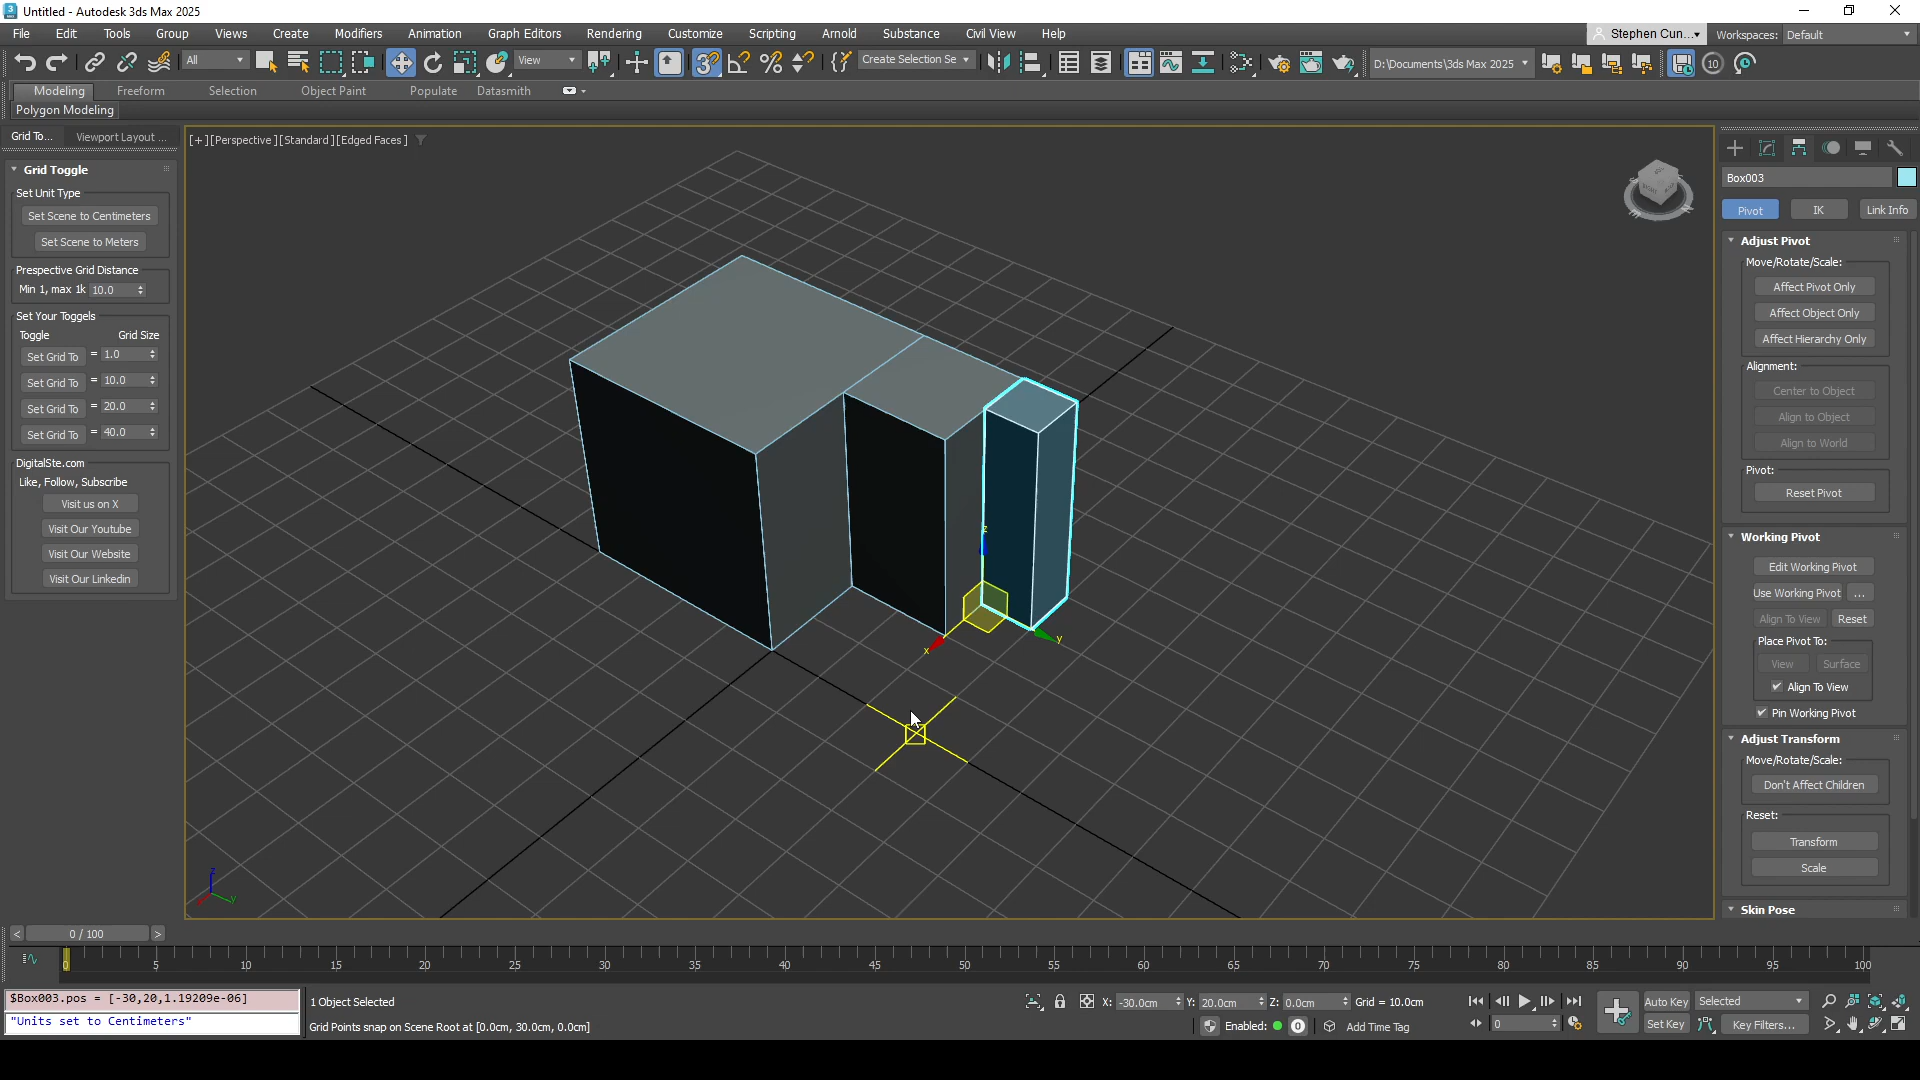 Untitled - Autodesk 3ds Max 2025
File Edit Tools Group Views Create Modifiers Animation Graph Editors Rendering Customize Scripting Arnold Substance Civil View Help
Stephen Cun... Workspaces: Default
All View Create Selection Se D:\Documents\3ds Max 2025 10
Modeling Freeform Selection Object Paint Populate Datasmith
Polygon Modeling
Grid To... Viewport Layout ...
[+][Perspective][Standard][Edged Faces]
Grid Toggle
Set Unit Type
Set Scene to Centimeters
Set Scene to Meters
Prespective Grid Distance
Min 1, max 1k 10.0
Set Your Toggels
Toggle Grid Size
Set Grid To = 1.0
Set Grid To = 10.0
Set Grid To = 20.0
Set Grid To = 40.0
DigitalSte.com
Like, Follow, Subscribe
Visit us on X
Visit Our Youtube
Visit Our Website
Visit Our Linkedin
z
x
y
z
y
Box003
Pivot IK Link Info
Adjust Pivot
Move/Rotate/Scale:
Affect Pivot Only
Affect Object Only
Affect Hierarchy Only
Alignment:
Center to Object
Align to Object
Align to World
Pivot:
Reset Pivot
Working Pivot
Edit Working Pivot
Use Working Pivot ...
Align To View Reset
Place Pivot To:
View Surface
Align To View
Pin Working Pivot
Adjust Transform
Move/Rotate/Scale:
Don't Affect Children
Reset:
Transform
Scale
Skin Pose
< 0 / 100 >
0 5 10 15 20 25 30 35 40 45 50 55 60 65 70 75 80 85 90 95 100
$Box003.pos = [-30,20,1.19209e-06]
"Units set to Centimeters"
1 Object Selected
Grid Points snap on Scene Root at [0.0cm, 30.0cm, 0.0cm]
X: -30.0cm Y: 20.0cm Z: 0.0cm Grid = 10.0cm
Enabled: 0 Add Time Tag
0
Auto Key Selected
Set Key Key Filters...